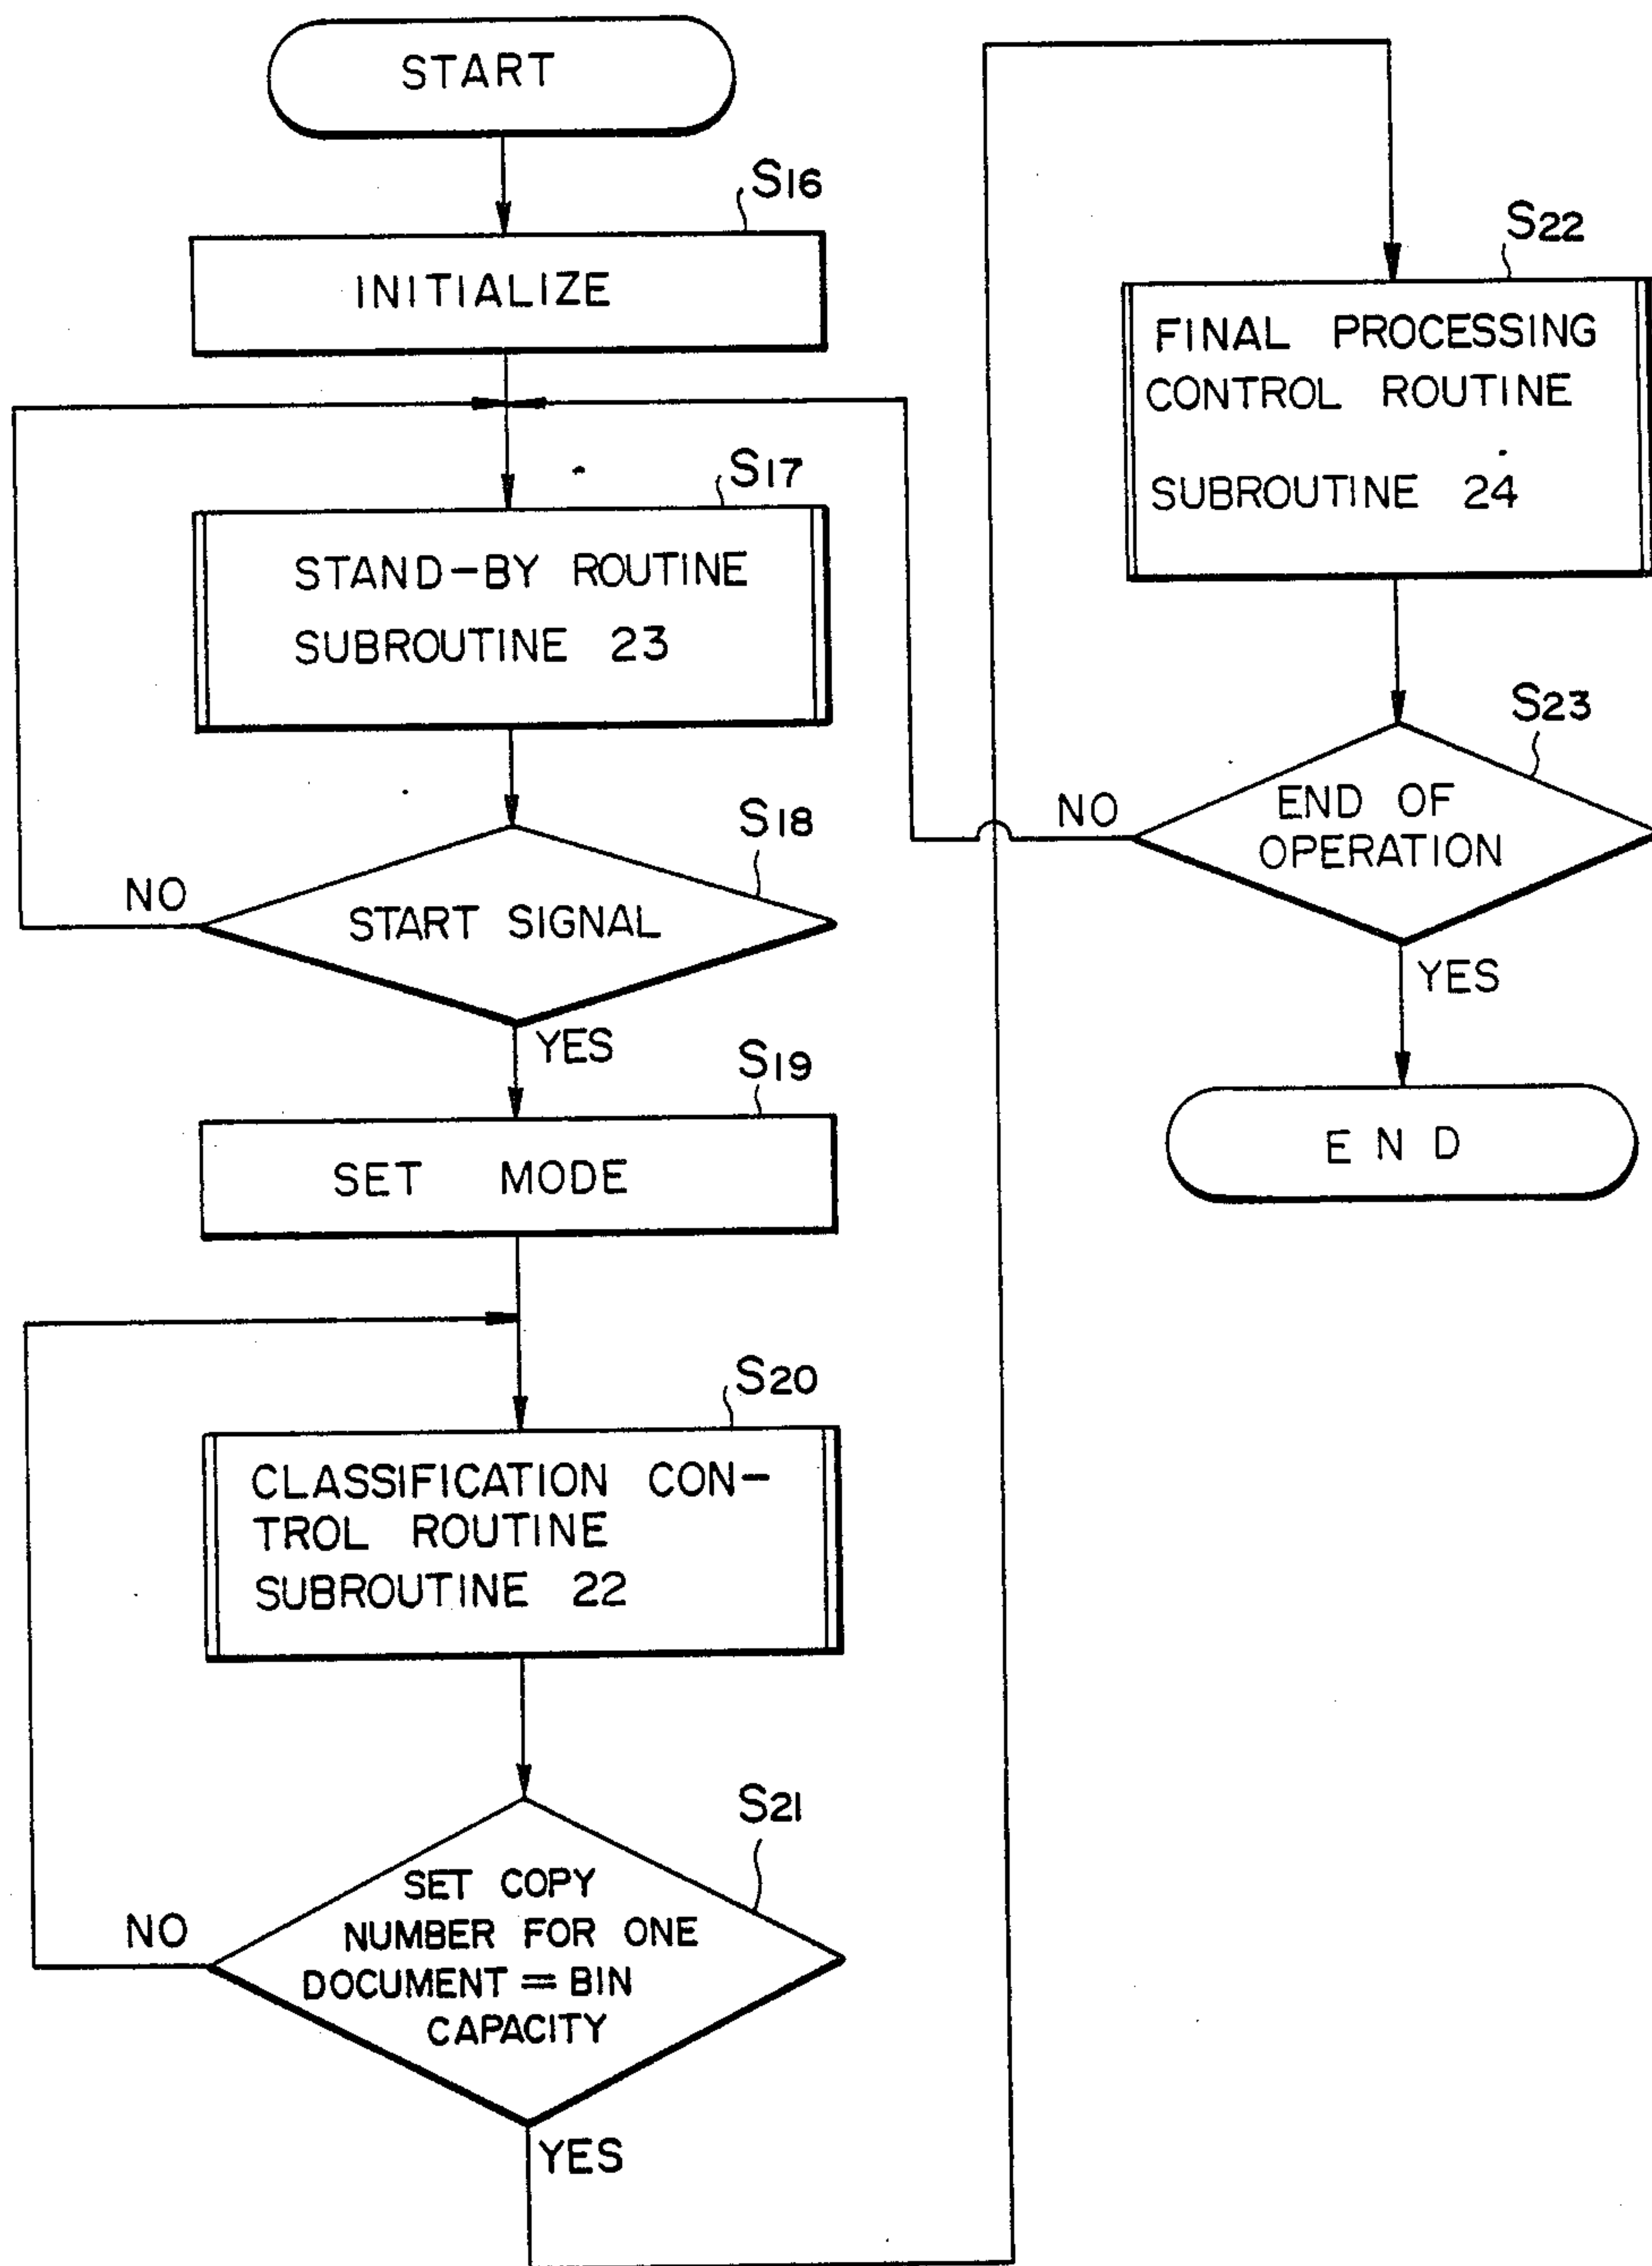 START
S16
INITIALIZE
S17
STAND-BY ROUTINE
SUBROUTINE 23
S18
NO
START SIGNAL
YES
S19
SET MODE
S20
CLASSIFICATION CON-
TROL ROUTINE
SUBROUTINE 22
S21
NO
SET COPY
NUMBER FOR ONE
DOCUMENT = BIN
CAPACITY
YES
S22
FINAL PROCESSING
CONTROL ROUTINE
SUBROUTINE 24
S23
NO
END OF
OPERATION
YES
END